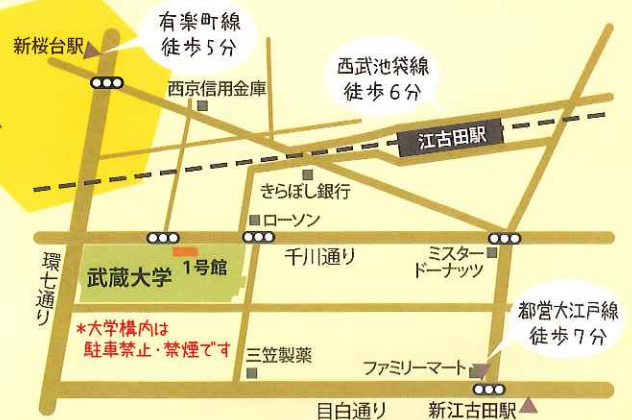 有楽町線
徒歩5分
新桜台駅
西京信用金庫
西武池袋線
徒歩6分
江古田駅
きらぼし銀行
ローソン
千川通り
ミスター
ドーナッツ
環七通り
武蔵大学
1号館
*大学構内は
駐車禁止・禁煙です
都営大江戸線
徒歩7分
三笠製薬
ファミリーマート
目白通り
新江古田駅